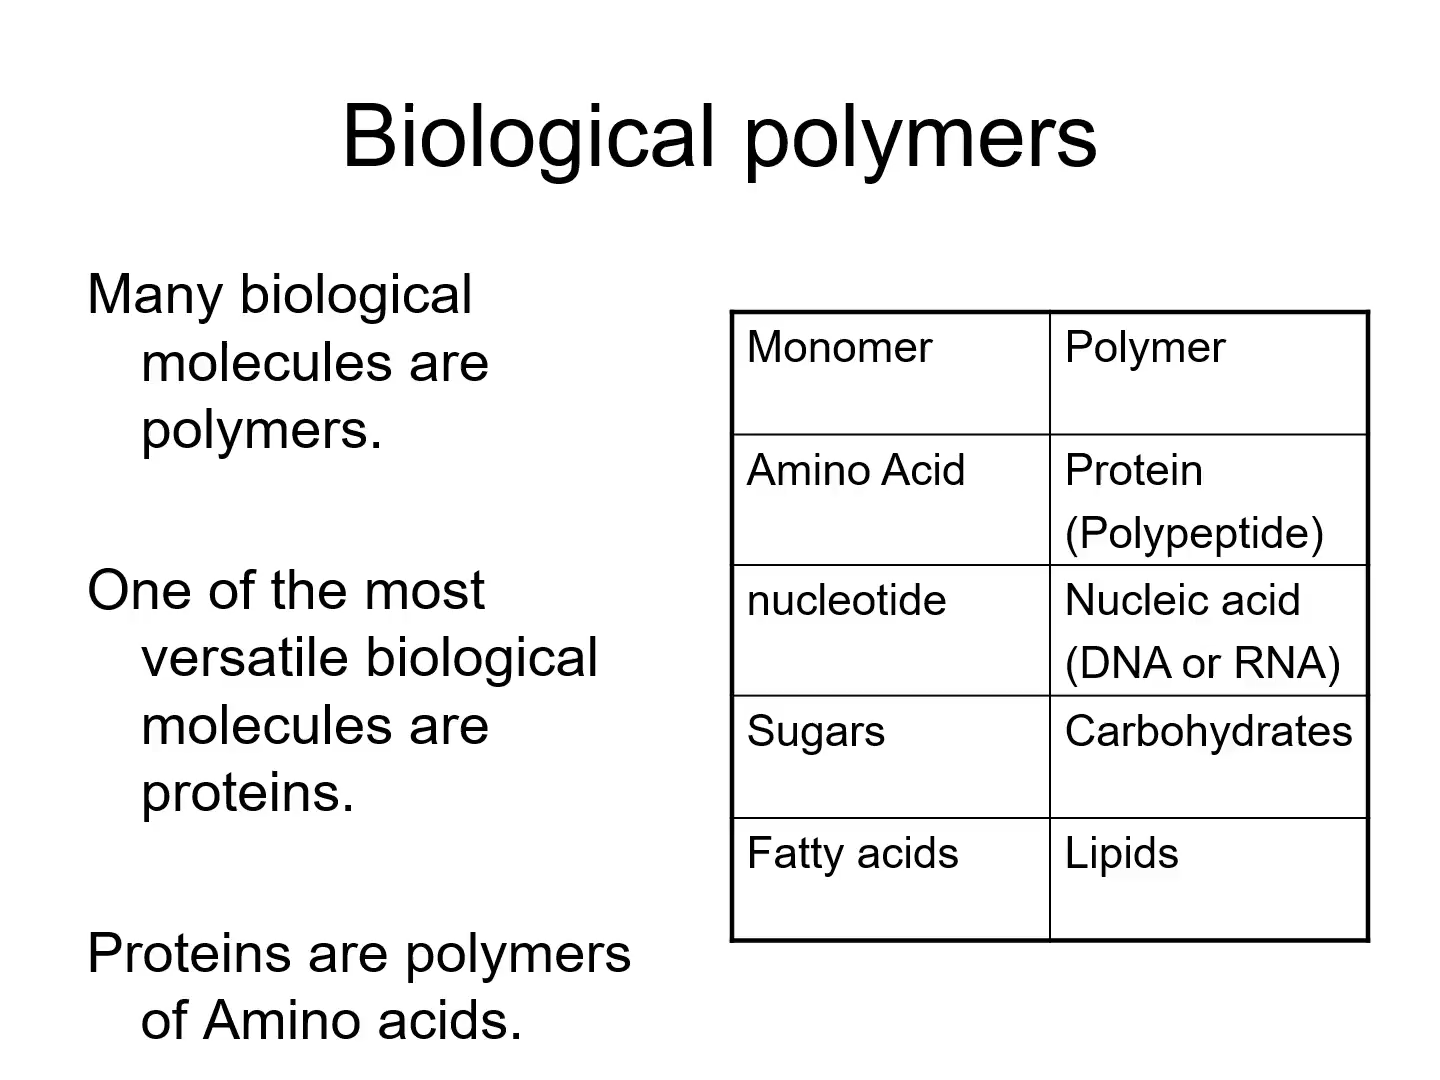 Biological polymers
Many biological
molecules are
polymers.
One of the most
versatile biological
molecules are
proteins.
Proteins are polymers
of Amino acids.
Monomer Polymer
Amino Acid Protein
(Polypeptide)
nucleotide Nucleic acid
(DNA or RNA)
Sugars Carbohydrates
Fatty acids Lipids